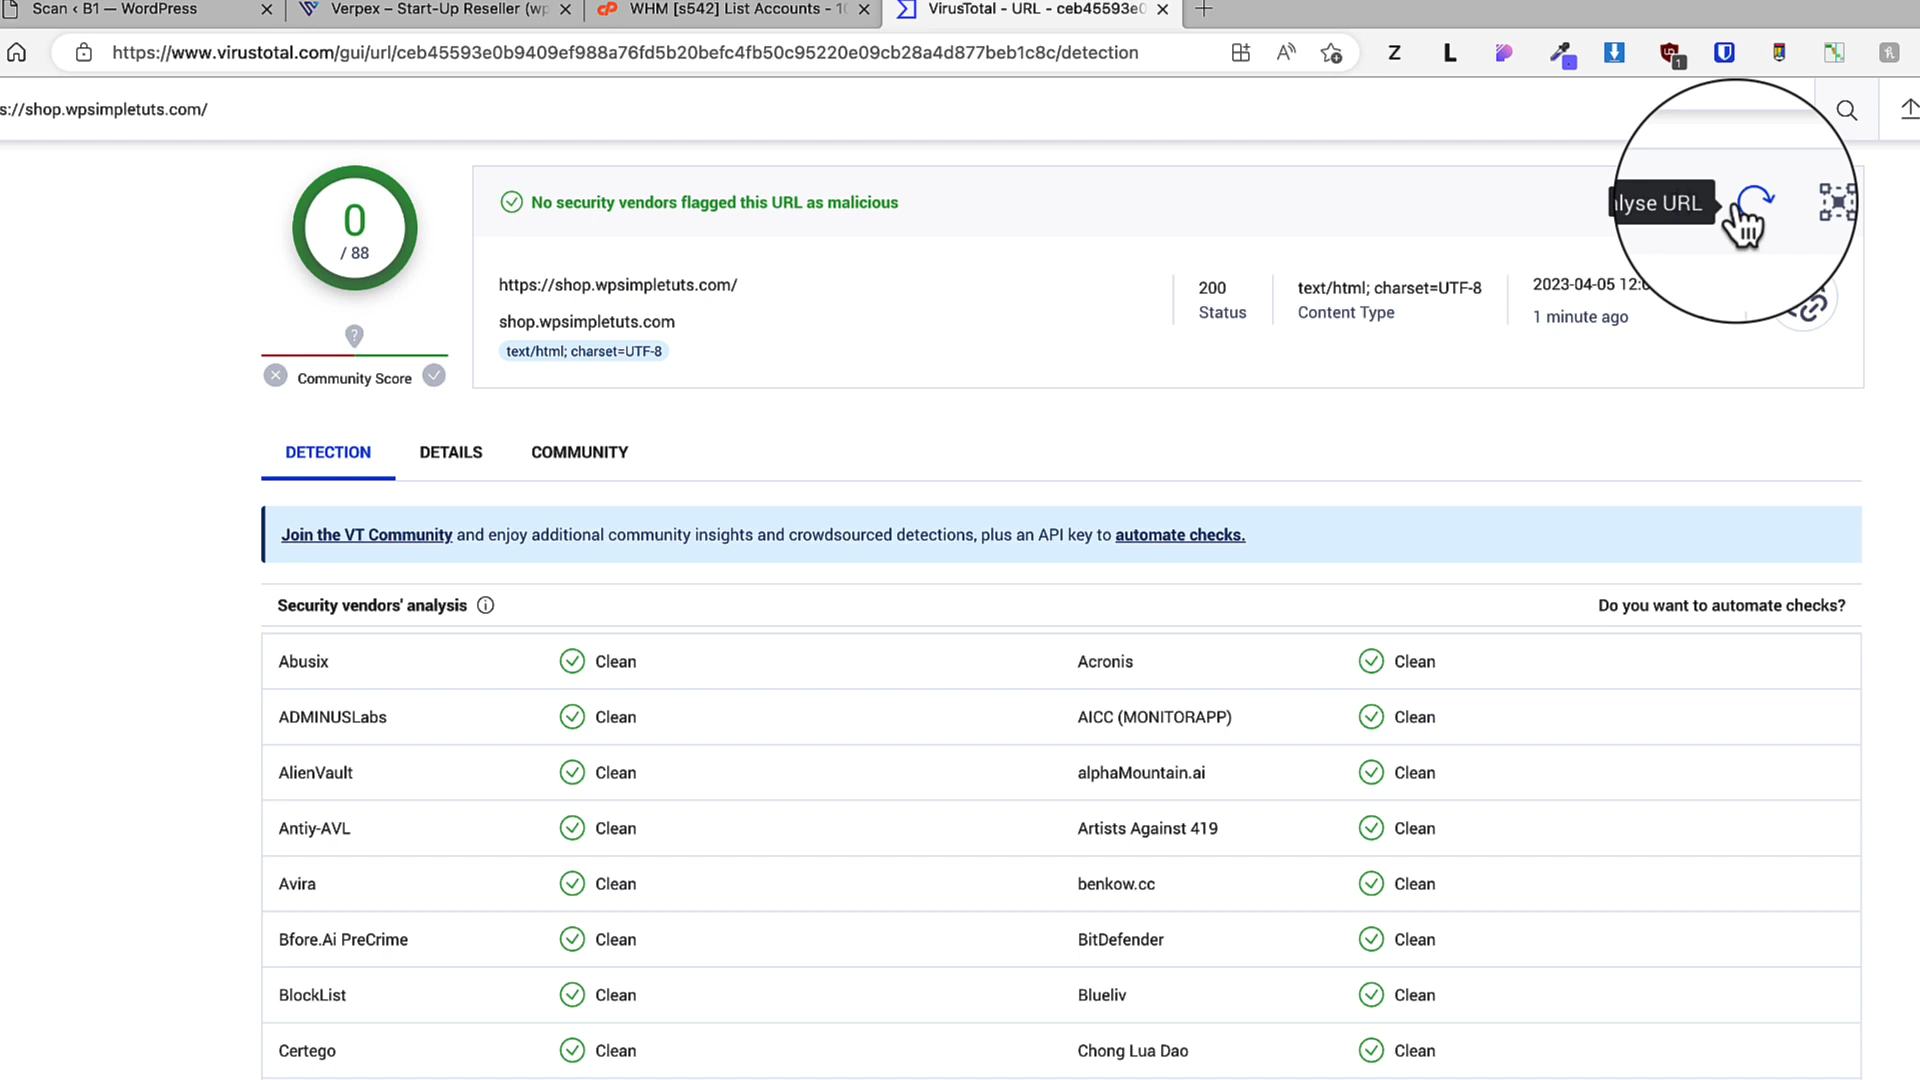 Scan ‹ B1 — WordPress
Verpex – Start-Up Reseller (wp
WHM [s542] List Accounts - 10
VirusTotal - URL - ceb45593e0
https://www.virustotal.com/gui/url/ceb45593e0b9409ef988a76fd5b20befc4fb50c95220e09cb28a4d877beb1c8c/detection
s://shop.wpsimpletuts.com/
0
/ 88
No security vendors flagged this URL as malicious
lyse URL
https://shop.wpsimpletuts.com/
shop.wpsimpletuts.com
text/html; charset=UTF-8
200
Status
text/html; charset=UTF-8
Content Type
2023-04-05 12:0
1 minute ago
Community Score
DETECTION
DETAILS
COMMUNITY
Join the VT Community and enjoy additional community insights and crowdsourced detections, plus an API key to automate checks.
Security vendors' analysis
Do you want to automate checks?
Abusix
Clean
Acronis
Clean
ADMINUSLabs
Clean
AICC (MONITORAPP)
Clean
AlienVault
Clean
alphaMountain.ai
Clean
Antiy-AVL
Clean
Artists Against 419
Clean
Avira
Clean
benkow.cc
Clean
Bfore.Ai PreCrime
Clean
BitDefender
Clean
BlockList
Clean
Blueliv
Clean
Certego
Clean
Chong Lua Dao
Clean